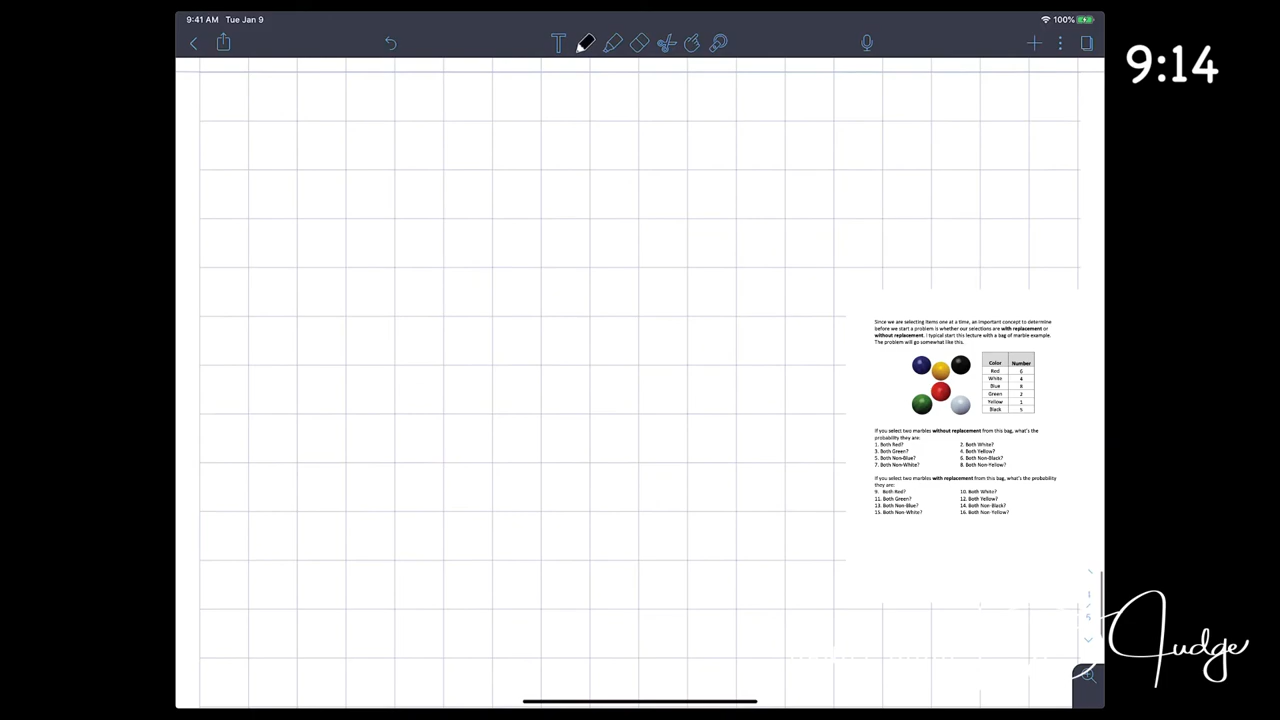 9:41 AM Tue Jan 9
100%
9:14
T
Since we are selecting items one at a time, an important concept to determine
before we start a problem is whether our selections are with replacement or
without replacement. I typical start this lecture with a bag of marble example.
The problem will go somewhat like this.
Color Number
Red 6
White 4
Blue 8
Green 2
Yellow 1
Black 5
If you select two marbles without replacement from this bag, what's the
probability they are:
1. Both Red? 2. Both White?
3. Both Green? 4. Both Yellow?
5. Both Non-Blue? 6. Both Non-Black?
7. Both Non-White? 8. Both Non-Yellow?
If you select two marbles with replacement from this bag, what's the probability
they are:
9. Both Red? 10. Both White?
11. Both Green? 12. Both Yellow?
13. Both Non-Blue? 14. Both Non-Black?
15. Both Non-White? 16. Both Non-Yellow?
Judge